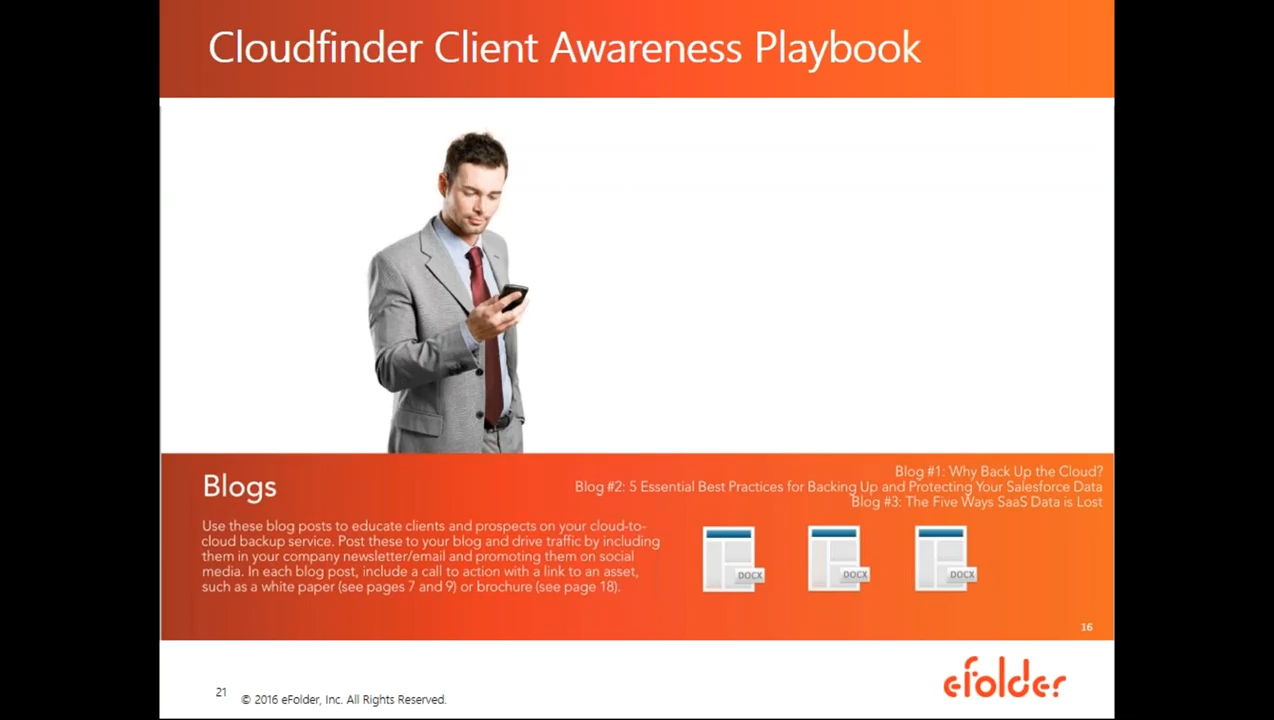 Cloudfinder Client Awareness Playbook
Blogs
Use these blog posts to educate clients and prospects on your cloud-to-
cloud backup service. Post these to your blog and drive traffic by including
them in your company newsletter/email and promoting them on social
media. In each blog post, include a call to action with a link to an asset,
such as a white paper (see pages 7 and 9) or brochure (see page 18).
Blog #1: Why Back Up the Cloud?
Blog #2: 5 Essential Best Practices for Backing Up and Protecting Your Salesforce Data
Blog #3: The Five Ways SaaS Data is Lost
DOCX
DOCX
DOCX
16
21
© 2016 eFolder, Inc. All Rights Reserved.
efolder